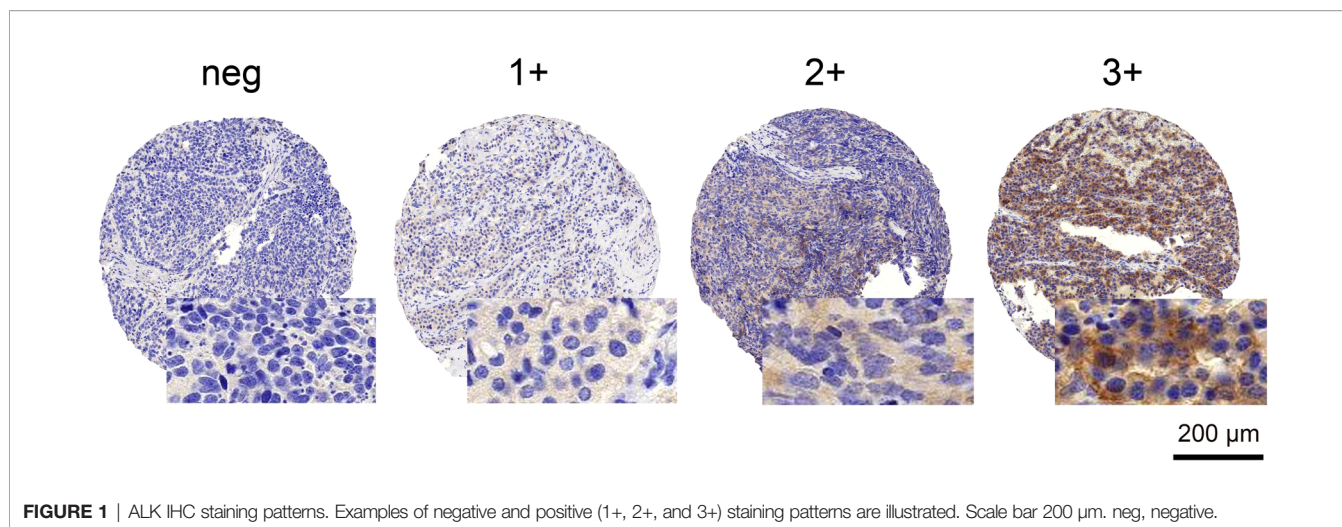 neg 1+ 2+ 3+
200 µm
FIGURE 1 | ALK IHC staining patterns. Examples of negative and positive (1+, 2+, and 3+) staining patterns are illustrated. Scale bar 200 µm. neg, negative.